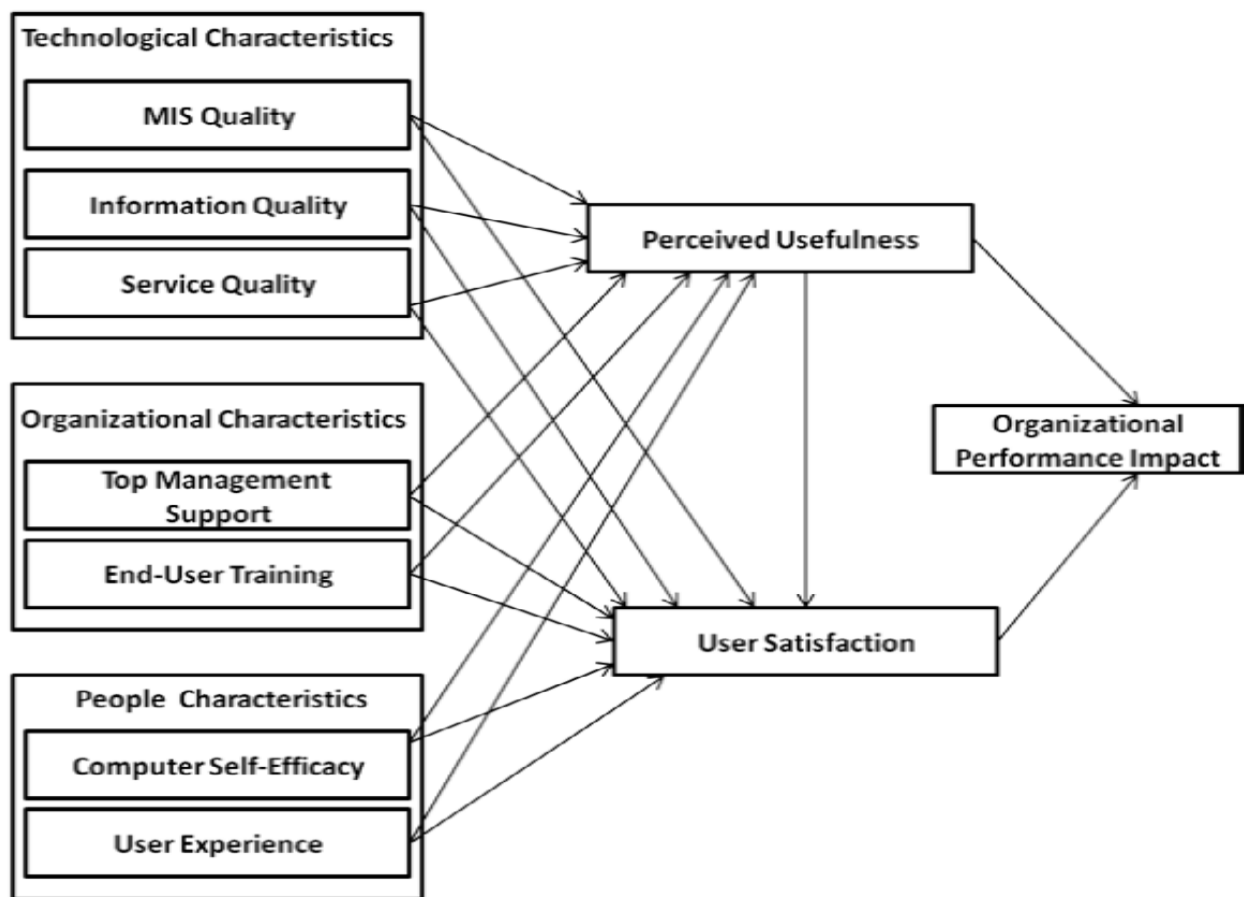 Technological Characteristics
MIS Quality
Information Quality
Service Quality
Organizational Characteristics
Top Management
Support
End-User Training
People Characteristics
Computer Self-Efficacy
User Experience
Perceived Usefulness
User Satisfaction
Organizational
Performance Impact